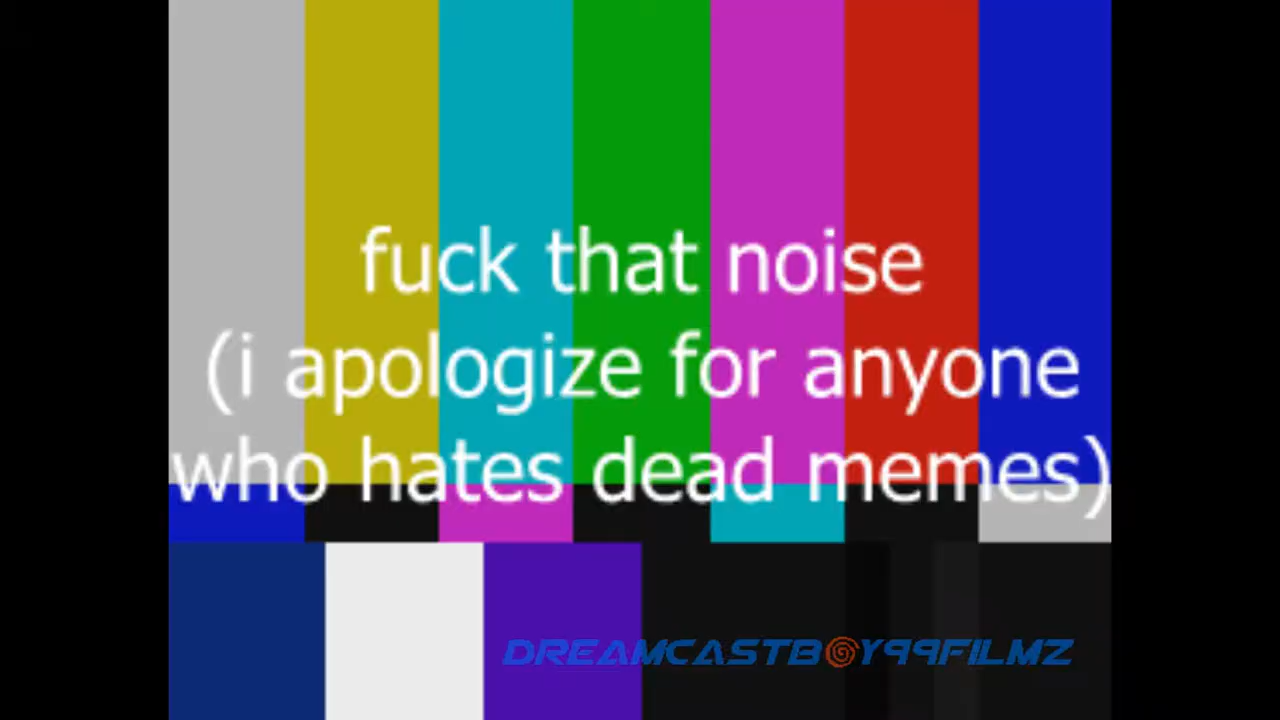 fuck that noise
(i apologize for anyone
who hates dead memes)
DREAMCASTBOY99FILMZ